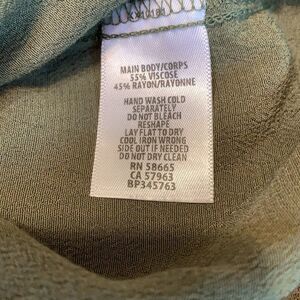 MAIN BODY/CORPS
55% VISCOSE
45% RAYON/RAYONNE
HAND WASH COLD
SEPARATELY
DO NOT BLEACH
RESHAPE
LAY FLAT TO DRY
COOL IRON WRONG
SIDE OUT IF NEEDED
DO NOT DRY CLEAN
RN 58665
CA 57963
BP345763